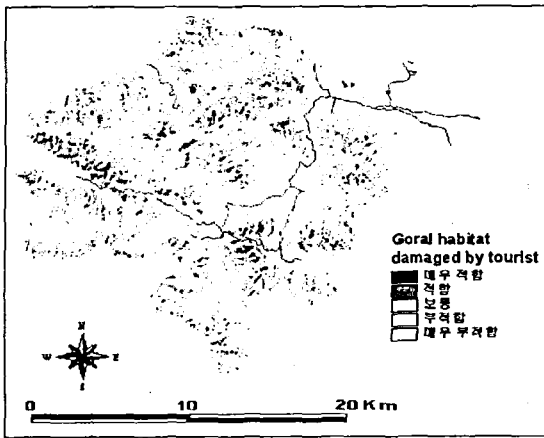 Goral habitat
damaged by tourist
매우 적합
적합
보통
부적합
매우 부적합
N
W E
S
0 10 20 Km